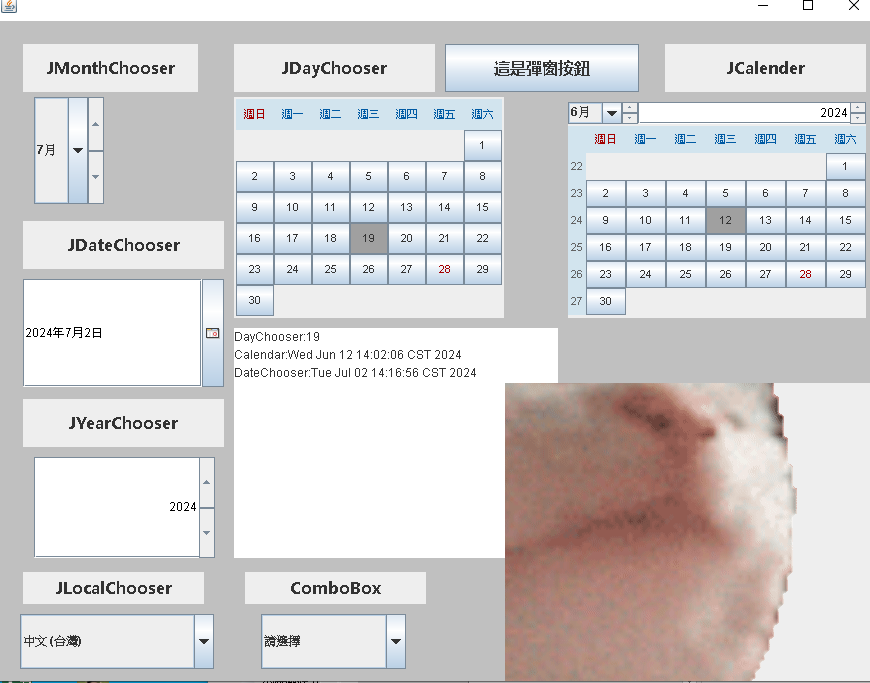 JMonthChooser
JDayChooser
這是彈窗按鈕
JCalender
7月
週日 週一 週二 週三 週四 週五 週六
1
2 3 4 5 6 7 8
9 10 11 12 13 14 15
16 17 18 19 20 21 22
23 24 25 26 27 28 29
30
6月 2024
週日 週一 週二 週三 週四 週五 週六
22 1
23 2 3 4 5 6 7 8
24 9 10 11 12 13 14 15
25 16 17 18 19 20 21 22
26 23 24 25 26 27 28 29
27 30
JDateChooser
2024年7月2日
DayChooser:19
Calendar:Wed Jun 12 14:02:06 CST 2024
DateChooser:Tue Jul 02 14:16:56 CST 2024
JYearChooser
2024
JLocalChooser
ComboBox
中文 (台灣)
請選擇